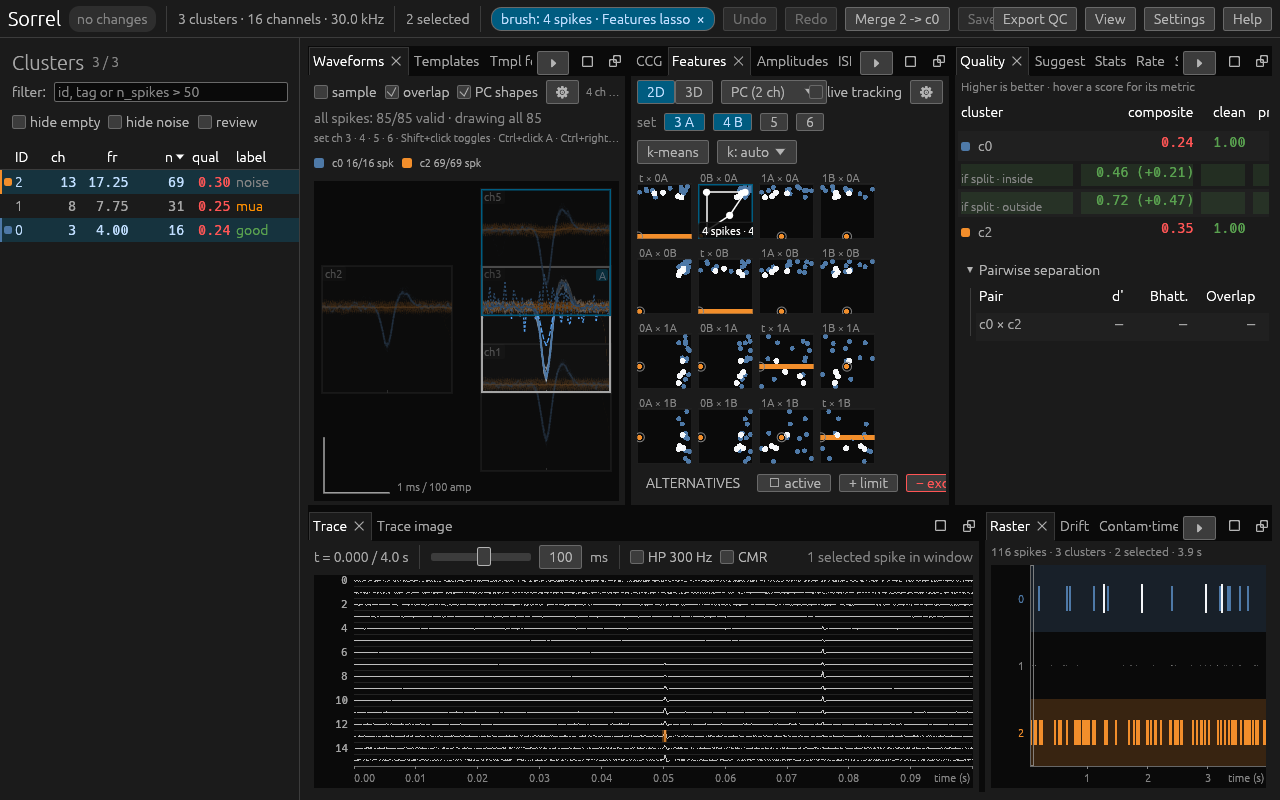 Sorrel no changes 3 clusters · 16 channels · 30.0 kHz 2 selected brush: 4 spikes · Features lasso × Undo Redo Merge 2 -> c0 Save Export QC View Settings Help
Clusters 3 / 3
filter: id, tag or n_spikes > 50
hide empty hide noise review
ID ch fr n▼ qual label
2 13 17.25 69 0.30 noise
1 8 7.75 31 0.25 mua
0 3 4.00 16 0.24 good
Waveforms Templates Tmpl f
sample overlap PC shapes 4 ch ...
all spikes: 85/85 valid · drawing all 85
set ch 3 · 4 · 5 · 6 · Shift+click toggles · Ctrl+click A · Ctrl+right...
c0 16/16 spk c2 69/69 spk
ch5
ch2
ch3 A
ch1
1 ms / 100 amp
CCG Features Amplitudes ISI
2D 3D PC (2 ch) live tracking
set 3 A 4 B 5 6
k-means k: auto
t × 0A 0B × 0A 1A × 0A 1B × 0A
4 spikes · 4
0A × 0B t × 0B 1A × 0B 1B × 0B
0A × 1A 0B × 1A t × 1A 1B × 1A
0A × 1B 0B × 1B 1A × 1B t × 1B
ALTERNATIVES active + limit − exc
Quality Suggest Stats Rate
Higher is better · hover a score for its metric
cluster composite clean pr
c0 0.24 1.00
if split · inside 0.46 (+0.21)
if split · outside 0.72 (+0.47)
c2 0.35 1.00
Pairwise separation
Pair d' Bhatt. Overlap
c0 × c2 – – –
Trace Trace image
t = 0.000 / 4.0 s 100 ms HP 300 Hz CMR 1 selected spike in window
0
2
4
6
8
10
12
14
0.00 0.01 0.02 0.03 0.04 0.05 0.06 0.07 0.08 0.09 time (s)
Raster Drift Contam·time
116 spikes · 3 clusters · 2 selected · 3.9 s
0
1
2
1 2 3 time (s)